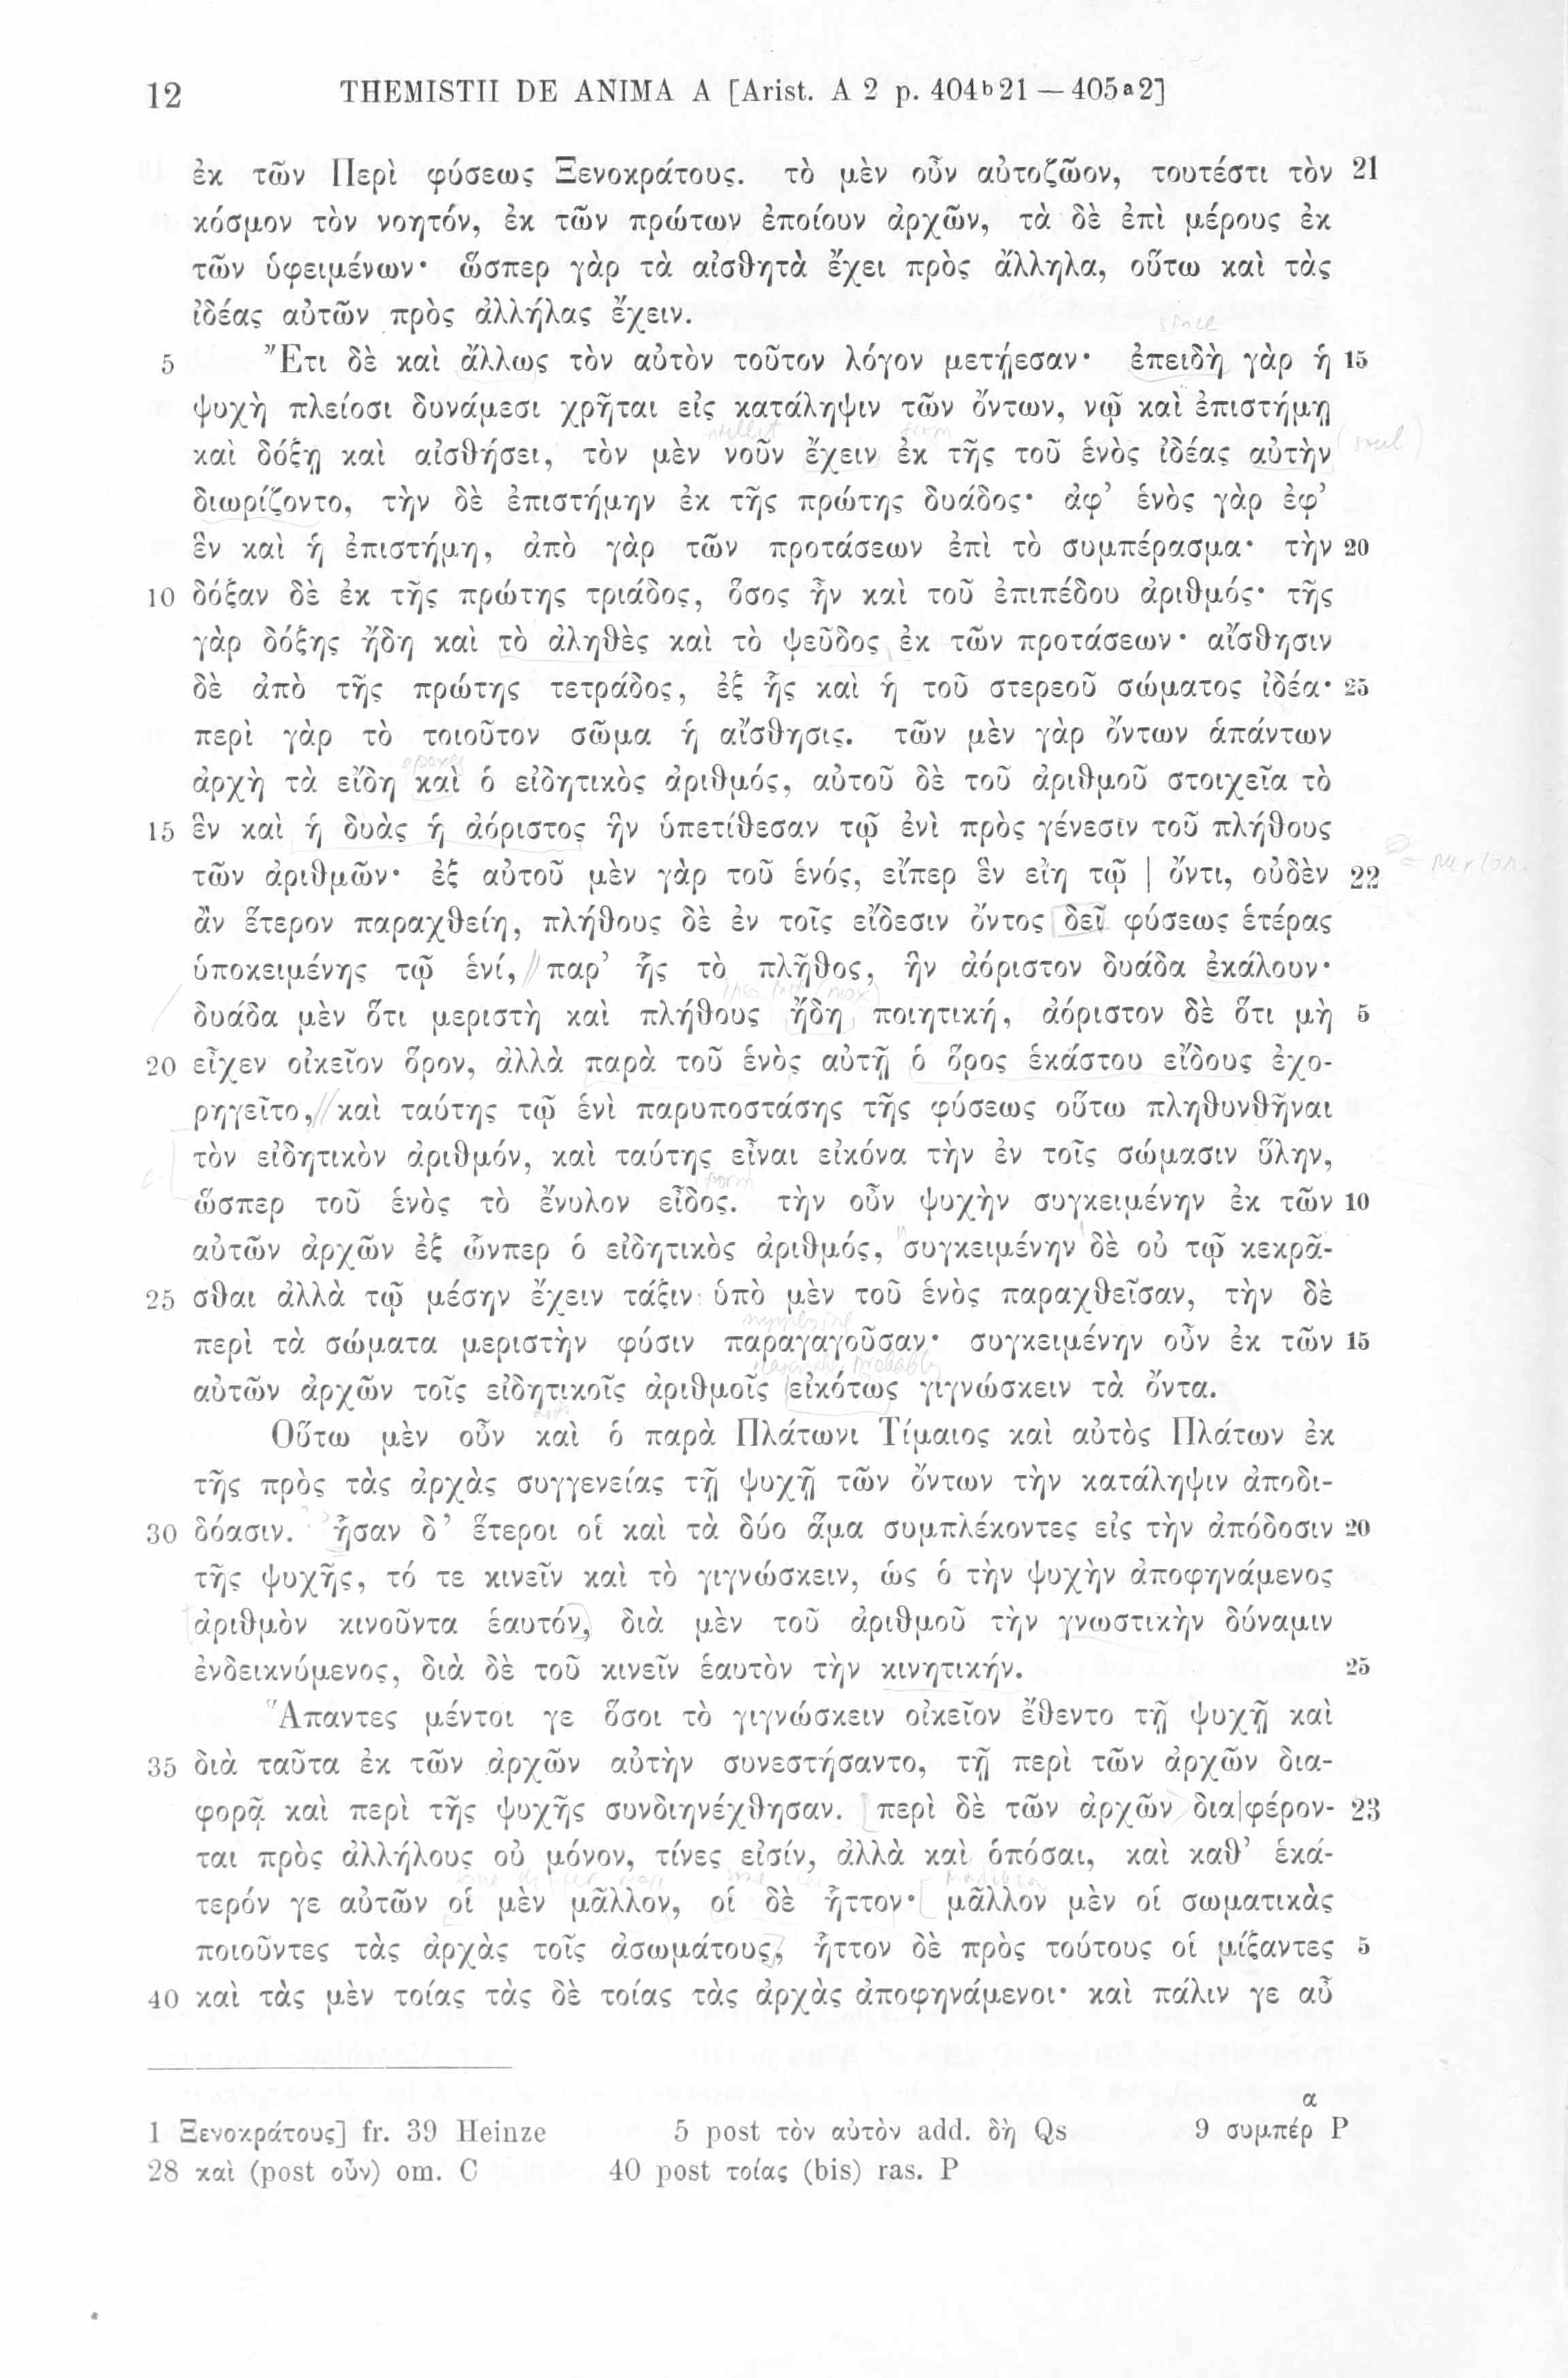 12 THEMISTII DE ANIMA A [Arist. A 2 p. 404b21 — 405a2]
ἐκ τῶν Περὶ φύσεως Ξενοκράτους. τὸ μὲν οὖν αὐτοζῶον, τουτέστι τὸν 21
κόσμον τὸν νοητόν, ἐκ τῶν πρώτων ἐποίουν ἀρχῶν, τὰ δὲ ἐπὶ μέρους ἐκ
τῶν ὑφειμένων· ὥσπερ γὰρ τὰ αἰσθητὰ ἔχει πρὸς ἄλληλα, οὕτω καὶ τὰς
ἰδέας αὐτῶν πρὸς ἀλλήλας ἔχειν.
since
5 Ἔτι δὲ καὶ ἄλλως τὸν αὐτὸν τοῦτον λόγον μετῄεσαν· ἐπειδὴ γὰρ ἡ 15
ψυχὴ πλείοσι δυνάμεσι χρῆται εἰς κατάληψιν τῶν ὄντων, νῷ καὶ ἐπιστήμῃ
καὶ δόξῃ καὶ αἰσθήσει, τὸν μὲν νοῦν ἔχειν ἐκ τῆς τοῦ ἑνὸς ἰδέας αὐτὴν (soul)
διωρίζοντο, τὴν δὲ ἐπιστήμην ἐκ τῆς πρώτης δυάδος· ἀφ’ ἑνὸς γὰρ ἐφ’
ἓν καὶ ἡ ἐπιστήμη, ἀπὸ γὰρ τῶν προτάσεων ἐπὶ τὸ συμπέρασμα· τὴν 20
10 δόξαν δὲ ἐκ τῆς πρώτης τριάδος, ὅσος ἦν καὶ τοῦ ἐπιπέδου ἀριθμός· τῆς
γὰρ δόξης ἤδη καὶ τὸ ἀληθὲς καὶ τὸ ψεῦδος ἐκ τῶν προτάσεων· αἴσθησιν
δὲ ἀπὸ τῆς πρώτης τετράδος, ἐξ ἧς καὶ ἡ τοῦ στερεοῦ σώματος ἰδέα· 25
περὶ γὰρ τὸ τοιοῦτον σῶμα ἡ αἴσθησις. τῶν μὲν γὰρ ὄντων ἁπάντων
ἀρχὴ τὰ εἴδη καὶ ὁ εἰδητικὸς ἀριθμός, αὐτοῦ δὲ τοῦ ἀριθμοῦ στοιχεῖα τὸ
15 ἓν καὶ ἡ δυὰς ἡ ἀόριστος ἣν ὑπετίθεσαν τῷ ἑνὶ πρὸς γένεσιν τοῦ πλήθους
τῶν ἀριθμῶν· ἐξ αὐτοῦ μὲν γὰρ τοῦ ἑνός, εἴπερ ἓν εἴη τῷ | ὄντι, οὐδὲν 22
ἂν ἕτερον παραχθείη, πλήθους δὲ ἐν τοῖς εἴδεσιν ὄντος δεῖ φύσεως ἑτέρας
ὑποκειμένης τῷ ἑνί, παρ’ ἧς τὸ πλῆθος, ἣν ἀόριστον δυάδα ἐκάλουν·
δυάδα μὲν ὅτι μεριστὴ καὶ πλήθους ἤδη ποιητική, ἀόριστον δὲ ὅτι μὴ 5
20 εἶχεν οἰκεῖον ὅρον, ἀλλὰ παρὰ τοῦ ἑνὸς αὐτῇ ὁ ὅρος ἑκάστου εἴδους ἐχο-
ρηγεῖτο, καὶ ταύτης τῷ ἑνὶ παρυποστάσης τῆς φύσεως οὕτω πληθυνθῆναι
τὸν εἰδητικὸν ἀριθμόν, καὶ ταύτης εἶναι εἰκόνα τὴν ἐν τοῖς σώμασιν ὕλην,
ὥσπερ τοῦ ἑνὸς τὸ ἔνυλον εἶδος. τὴν οὖν ψυχὴν συγκειμένην ἐκ τῶν 10
αὐτῶν ἀρχῶν ἐξ ὧνπερ ὁ εἰδητικὸς ἀριθμός, συγκειμένην δὲ οὐ τῷ κεκρᾶ-
25 σθαι ἀλλὰ τῷ μέσην ἔχειν τάξιν ὑπὸ μὲν τοῦ ἑνὸς παραχθεῖσαν, τὴν δὲ
περὶ τὰ σώματα μεριστὴν φύσιν παραγαγοῦσαν· συγκειμένην οὖν ἐκ τῶν 15
αὐτῶν ἀρχῶν τοῖς εἰδητικοῖς ἀριθμοῖς εἰκότως γιγνώσκειν τὰ ὄντα.
Οὕτω μὲν οὖν καὶ ὁ παρὰ Πλάτωνι Τίμαιος καὶ αὐτὸς Πλάτων ἐκ
τῆς πρὸς τὰς ἀρχὰς συγγενείας τῇ ψυχῇ τῶν ὄντων τὴν κατάληψιν ἀποδι-
30 δόασιν. ἦσαν δ’ ἕτεροι οἳ καὶ τὰ δύο ἅμα συμπλέκοντες εἰς τὴν ἀπόδοσιν 20
τῆς ψυχῆς, τό τε κινεῖν καὶ τὸ γιγνώσκειν, ὡς ὁ τὴν ψυχὴν ἀποφηνάμενος
ἀριθμὸν κινοῦντα ἑαυτόν, διὰ μὲν τοῦ ἀριθμοῦ τὴν γνωστικὴν δύναμιν
ἐνδεικνύμενος, διὰ δὲ τοῦ κινεῖν ἑαυτὸν τὴν κινητικήν. 25
Ἅπαντες μέντοι γε ὅσοι τὸ γιγνώσκειν οἰκεῖον ἔθεντο τῇ ψυχῇ καὶ
35 διὰ ταῦτα ἐκ τῶν ἀρχῶν αὐτὴν συνεστήσαντο, τῇ περὶ τῶν ἀρχῶν δια-
φορᾷ καὶ περὶ τῆς ψυχῆς συνδιηνέχθησαν. περὶ δὲ τῶν ἀρχῶν δια|φέρον- 23
ται πρὸς ἀλλήλους οὐ μόνον, τίνες εἰσίν, ἀλλὰ καὶ ὁπόσαι, καὶ καθ’ ἑκά-
τερόν γε αὐτῶν οἱ μὲν μᾶλλον, οἱ δὲ ἧττον· μᾶλλον μὲν οἱ σωματικὰς
ποιοῦντες τὰς ἀρχὰς τοῖς ἀσωμάτους, ἧττον δὲ πρὸς τούτους οἱ μίξαντες 5
40 καὶ τὰς μὲν τοίας τὰς δὲ τοίας τὰς ἀρχὰς ἀποφηνάμενοι· καὶ πάλιν γε αὖ
1 Ξενοκράτους] fr. 39 Heinze 5 post τὸν αὐτὸν add. δὴ Qs 9 συμπέρα P
28 καὶ (post οὖν) om. C 40 post τοίας (bis) ras. P